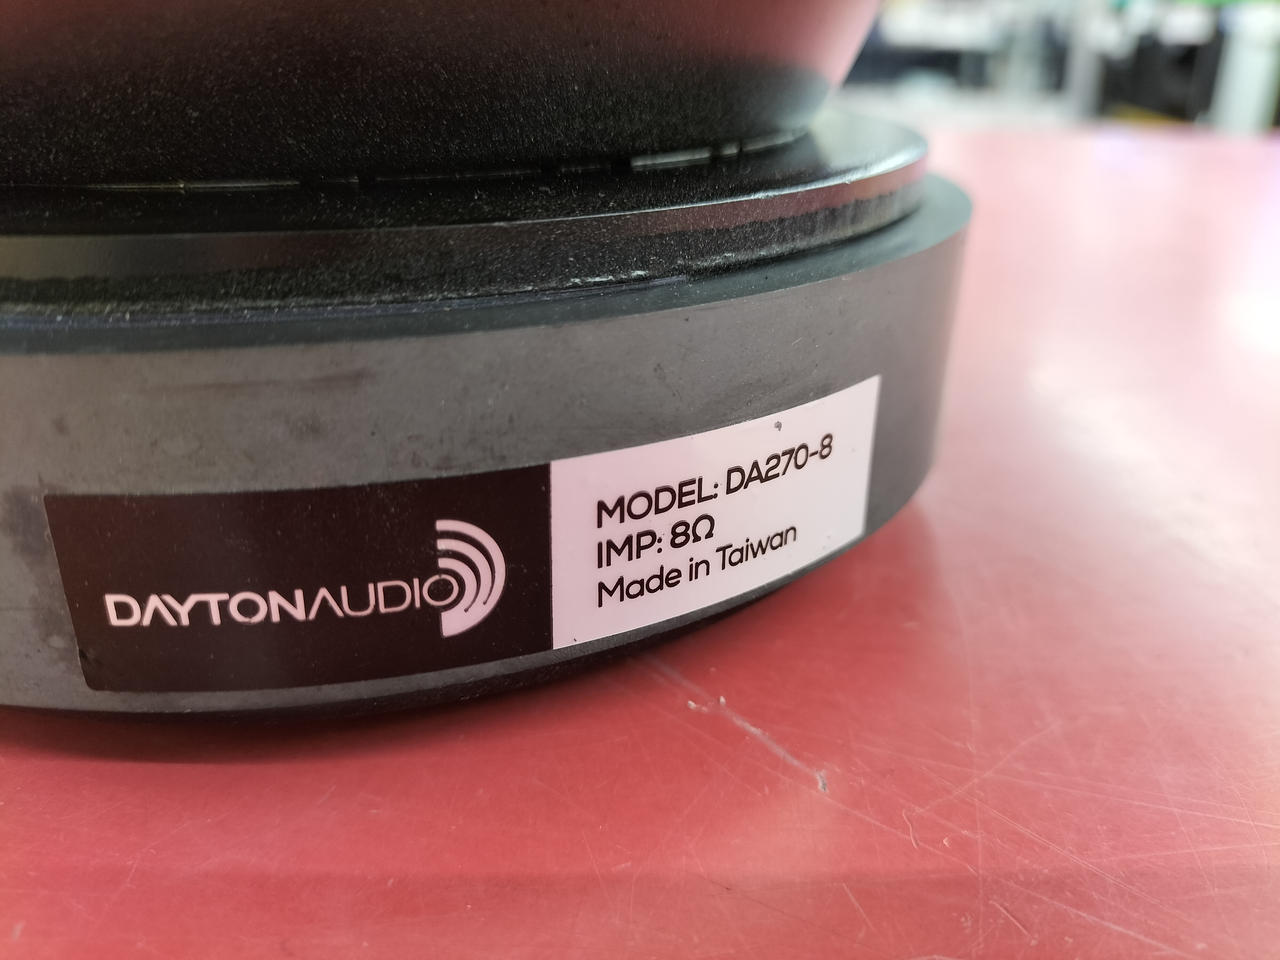 DAYTONAUDIO
MODEL: DA270-8
IMP: 8Ω
Made in Taiwan